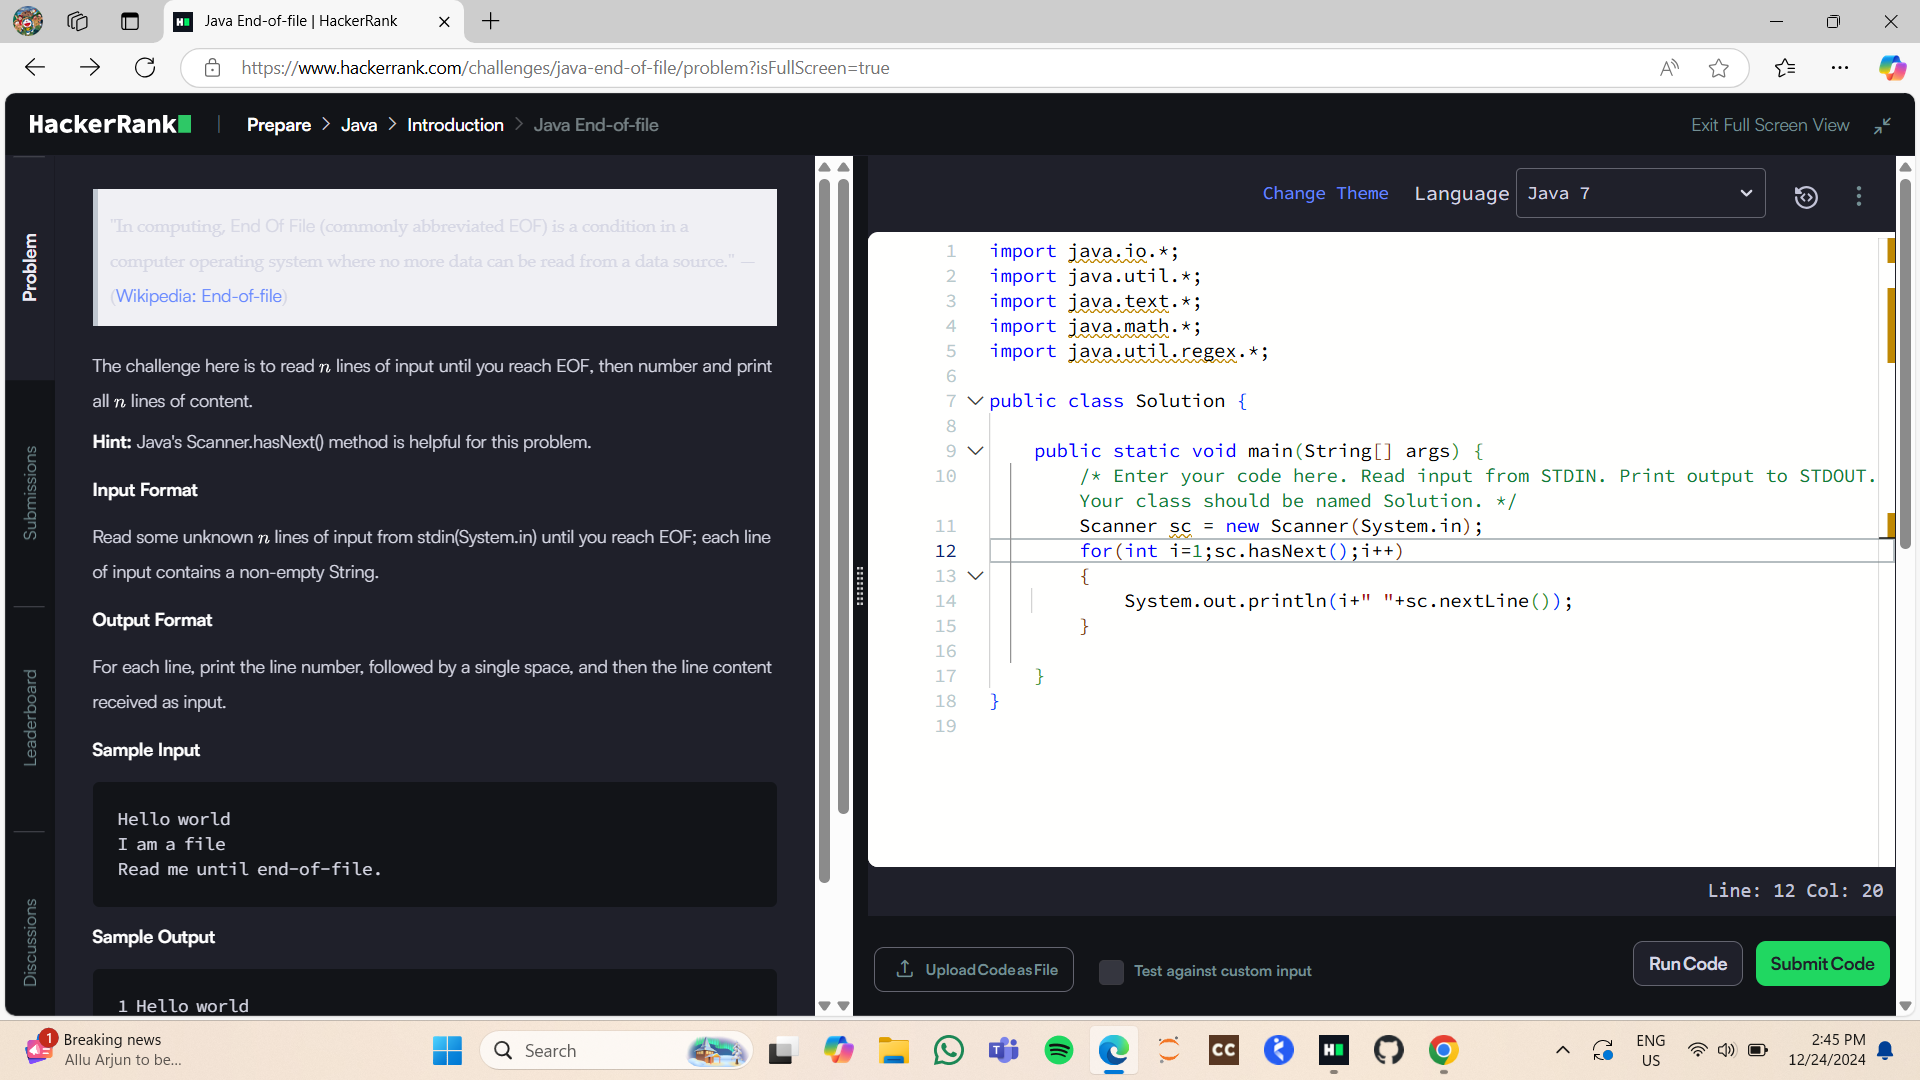 Java End-of-file | HackerRank
https://www.hackerrank.com/challenges/java-end-of-file/problem?isFullScreen=true
HackerRank
Prepare > Java > Introduction > Java End-of-file
Exit Full Screen View
Problem
Submissions
Leaderboard
Discussions
"In computing, End Of File (commonly abbreviated EOF) is a condition in a
computer operating system where no more data can be read from a data source." —
(Wikipedia: End-of-file)
The challenge here is to read n lines of input until you reach EOF, then number and print
all n lines of content.
Hint: Java's Scanner.hasNext() method is helpful for this problem.
Input Format
Read some unknown n lines of input from stdin(System.in) until you reach EOF; each line
of input contains a non-empty String.
Output Format
For each line, print the line number, followed by a single space, and then the line content
received as input.
Sample Input
Hello world
I am a file
Read me until end-of-file.
Sample Output
1 Hello world
Change Theme Language Java 7
1 import java.io.*;
2 import java.util.*;
3 import java.text.*;
4 import java.math.*;
5 import java.util.regex.*;
6
7 public class Solution {
8
9 public static void main(String[] args) {
10 /* Enter your code here. Read input from STDIN. Print output to STDOUT.
Your class should be named Solution. */
11 Scanner sc = new Scanner(System.in);
12 for(int i=1;sc.hasNext();i++)
13 {
14 System.out.println(i+" "+sc.nextLine());
15 }
16
17 }
18 }
19
Line: 12 Col: 20
Upload Code as File
Test against custom input
Run Code
Submit Code
1
Breaking news
Allu Arjun to be...
Search
CC
ENG
US
2:45 PM
12/24/2024